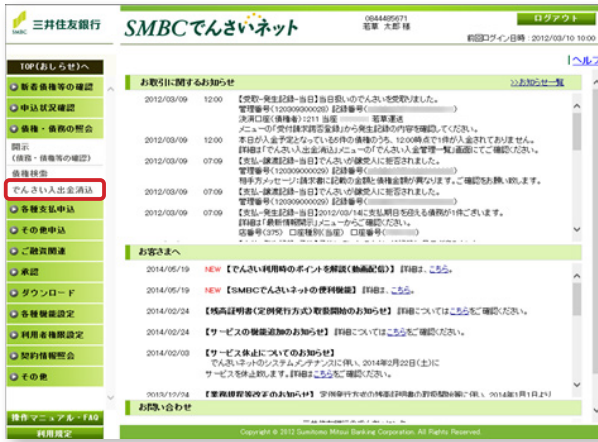 三井住友銀行
SMBC
SMBCでんさいネット
0844485671
若草 太郎 様
ログアウト
前回ログイン日時：2012/03/10 10:00
ヘルプ
TOP(おしらせ)へ
新着債権等の確認
申込状況確認
債権・債務の照会
開示
(債務・債権等の確認)
債権検索
でんさい入出金消込
各種支払申込
その他申込
ご融資関連
承認
ダウンロード
各種機能設定
利用者権限設定
契約情報照会
その他
操作マニュアル・FAQ
利用規定
お取引に関するお知らせ
>>お知らせ一覧
2012/03/09 12:00 【受取-発生記録-当日】当日扱いのでんさいを受取りました。
管理番号(120309300020) 記録番号( )
決済口座(債権者):1211 当座 若草運送
メニューの「受付請求諾否登録」から発生記録の内容を確認してください。
2012/03/09 12:00 本日が入金予定となっている5件の債権のうち、12:00時点で1件が入金されておりません。
詳細は「でんさい入出金消込」メニューの「でんさい入金管理一覧」画面にてご確認ください。
2012/03/09 07:09 【支払-譲渡記録-当日】でんさいが譲受人に拒否されました。
管理番号(120309000029) 記録番号( )
相手方メッセージ:請求書に記載の金額と債権金額が異なります。ご確認をお願い致します。
2012/03/09 07:09 【支払-譲渡記録-当日】でんさいが譲受人に拒否されました。
管理番号(120309000029) 記録番号( )
2012/03/09 07:09 【支払-発生記録-当日】2012/03/14に支払期日を迎える債務が1件ございます。
詳細は「最新情報開示」メニューからご確認ください。
店番号(375) 口座種別(当座) 口座番号( )
お客さまへ
2014/05/19 NEW 【でんさい利用時のポイントを解説(動画配信)】 詳細は、こちら。
2014/05/19 NEW 【SMBCでんさいネットの便利機能】 詳細は、こちら。
2014/02/24 【残高証明書(定例発行方式)取扱開始のお知らせ】 詳細についてはこちらをご確認ください。
2014/02/24 【サービスの機能追加のお知らせ】 詳細についてはこちらをご確認ください。
2014/02/03 【サービス休止についてのお知らせ】
でんさいネットのシステムメンテナンスに伴い、2014年2月22日(土)に
サービスを休止致します。詳細はこちらをご確認ください。
2013/12/24
お問い合わせ
Copyright © 2012 Sumitomo Mitsui Banking Corporation. All Rights Reserved.